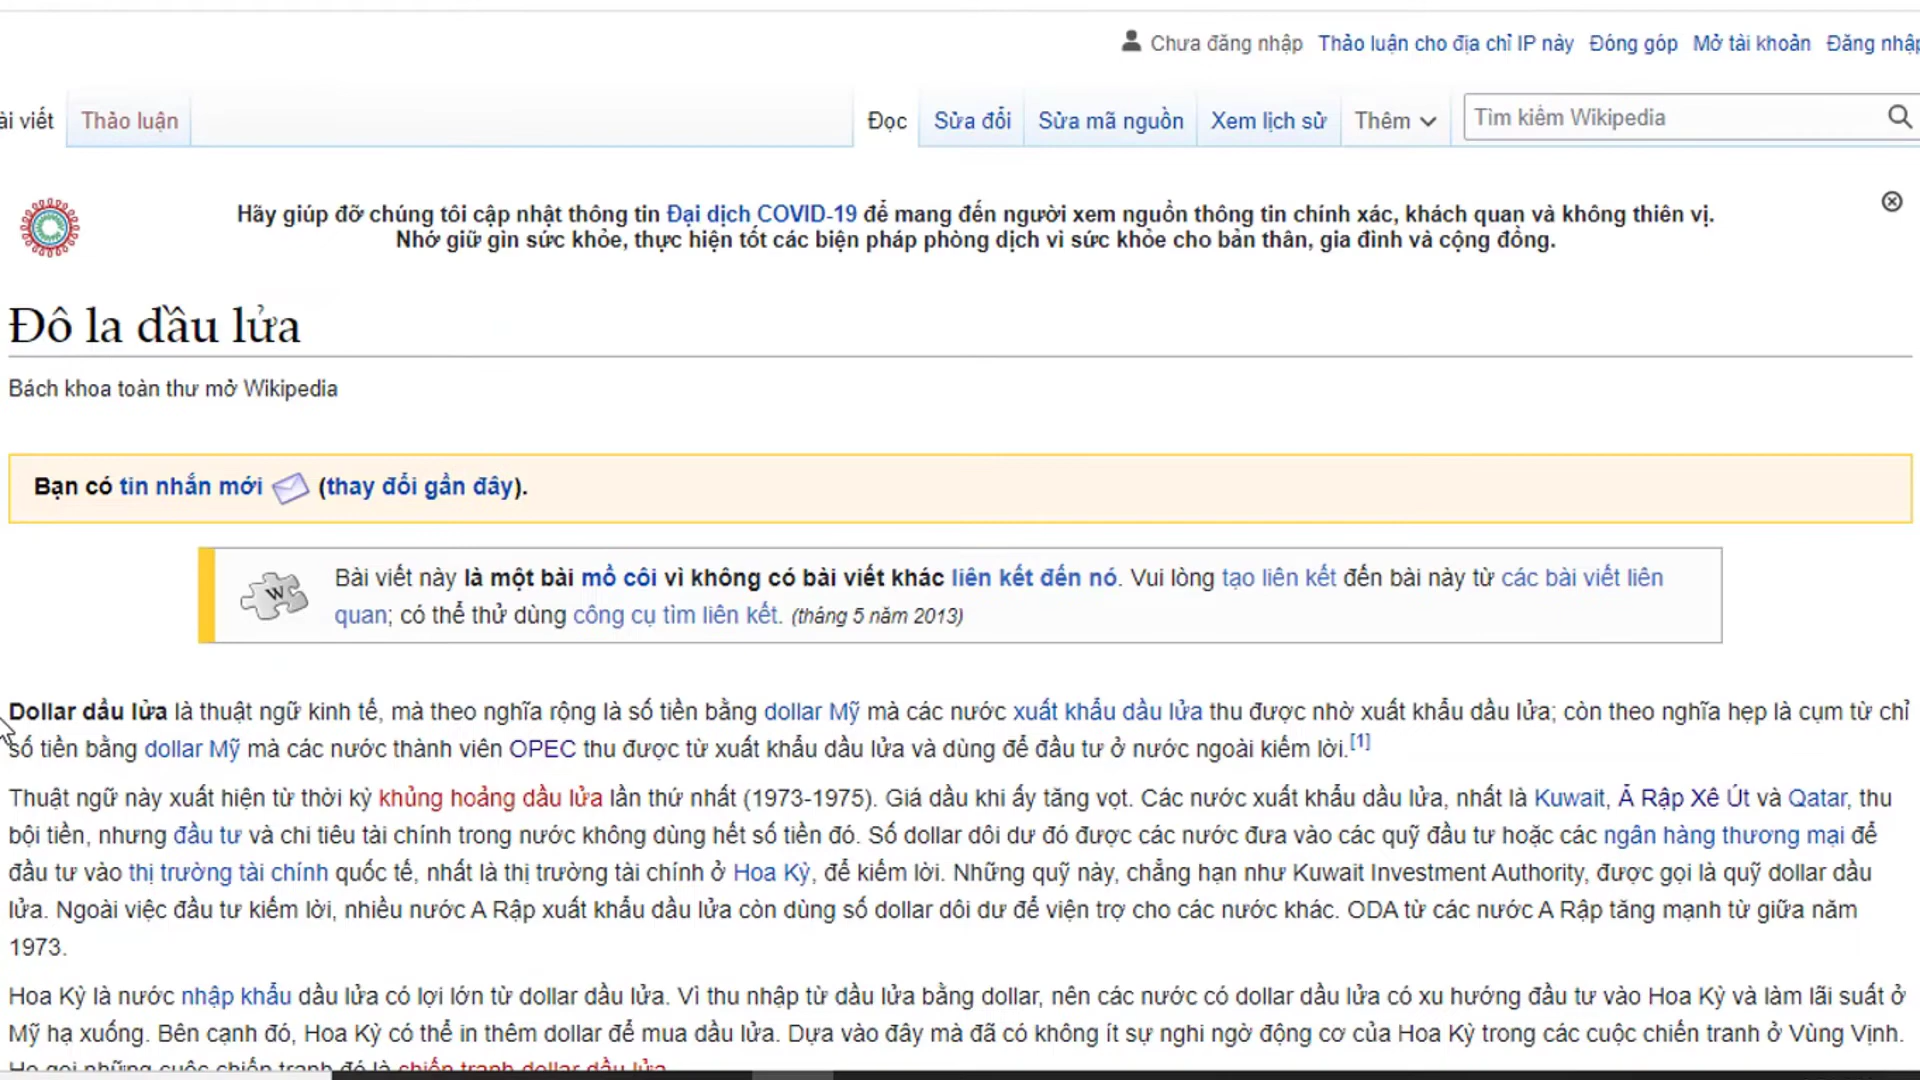 Chưa đăng nhập Thảo luận cho địa chỉ IP này Đóng góp Mở tài khoản Đăng nhập
ài viết Thảo luận Đọc Sửa đổi Sửa mã nguồn Xem lịch sử Thêm Tìm kiếm Wikipedia
Hãy giúp đỡ chúng tôi cập nhật thông tin Đại dịch COVID-19 để mang đến người xem nguồn thông tin chính xác, khách quan và không thiên vị.
Nhớ giữ gìn sức khỏe, thực hiện tốt các biện pháp phòng dịch vì sức khỏe cho bản thân, gia đình và cộng đồng.
Đô la dầu lửa
Bách khoa toàn thư mở Wikipedia
Bạn có tin nhắn mới (thay đổi gần đây).
W
Bài viết này là một bài mồ côi vì không có bài viết khác liên kết đến nó. Vui lòng tạo liên kết đến bài này từ các bài viết liên
quan; có thể thử dùng công cụ tìm liên kết. (tháng 5 năm 2013)
Dollar dầu lửa là thuật ngữ kinh tế, mà theo nghĩa rộng là số tiền bằng dollar Mỹ mà các nước xuất khẩu dầu lửa thu được nhờ xuất khẩu dầu lửa; còn theo nghĩa hẹp là cụm từ chỉ
số tiền bằng dollar Mỹ mà các nước thành viên OPEC thu được từ xuất khẩu dầu lửa và dùng để đầu tư ở nước ngoài kiếm lời.[1]
Thuật ngữ này xuất hiện từ thời kỳ khủng hoảng dầu lửa lần thứ nhất (1973-1975). Giá dầu khi ấy tăng vọt. Các nước xuất khẩu dầu lửa, nhất là Kuwait, Ả Rập Xê Út và Qatar, thu
bội tiền, nhưng đầu tư và chi tiêu tài chính trong nước không dùng hết số tiền đó. Số dollar dôi dư đó được các nước đưa vào các quỹ đầu tư hoặc các ngân hàng thương mại để
đầu tư vào thị trường tài chính quốc tế, nhất là thị trường tài chính ở Hoa Kỳ, để kiếm lời. Những quỹ này, chẳng hạn như Kuwait Investment Authority, được gọi là quỹ dollar dầu
lửa. Ngoài việc đầu tư kiếm lời, nhiều nước A Rập xuất khẩu dầu lửa còn dùng số dollar dôi dư để viện trợ cho các nước khác. ODA từ các nước A Rập tăng mạnh từ giữa năm
1973.
Hoa Kỳ là nước nhập khẩu dầu lửa có lợi lớn từ dollar dầu lửa. Vì thu nhập từ dầu lửa bằng dollar, nên các nước có dollar dầu lửa có xu hướng đầu tư vào Hoa Kỳ và làm lãi suất ở
Mỹ hạ xuống. Bên cạnh đó, Hoa Kỳ có thể in thêm dollar để mua dầu lửa. Dựa vào đây mà đã có không ít sự nghi ngờ động cơ của Hoa Kỳ trong các cuộc chiến tranh ở Vùng Vịnh.
Họ gọi những cuộc chiến tranh đó là chiến tranh dollar dầu lửa.